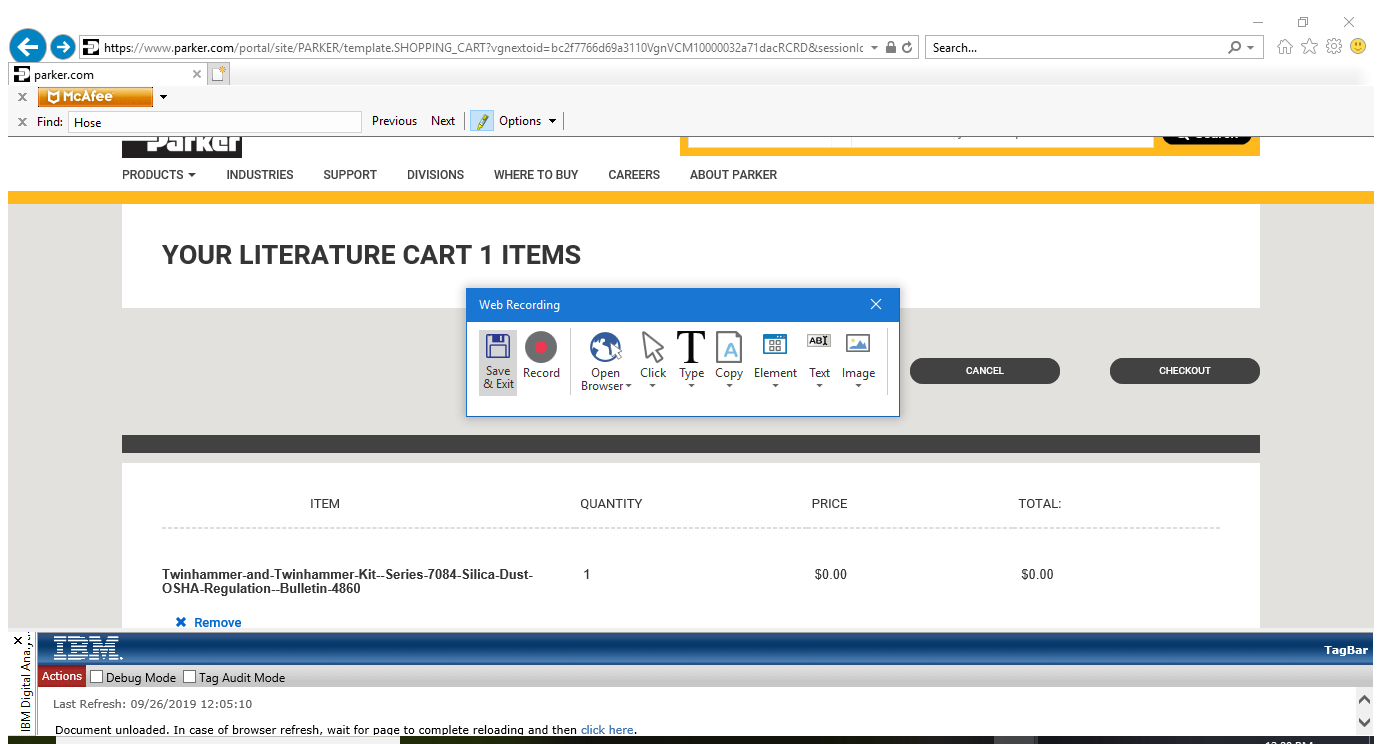 https://www.parker.com/portal/site/PARKER/template.SHOPPING_CART?vgnextoid=bc2f7766d69a3110VgnVCM10000032a71dacRCRD&sessionIc
Search...
parker.com
McAfee
Find: Hose Previous Next Options
Parker
Search
PRODUCTS INDUSTRIES SUPPORT DIVISIONS WHERE TO BUY CAREERS ABOUT PARKER
YOUR LITERATURE CART 1 ITEMS
Web Recording
Save & Exit
Record
Open Browser
Click
Type
Copy
Element
ABI
Text
Image
CANCEL
CHECKOUT
ITEM QUANTITY PRICE TOTAL:
Twinhammer-and-Twinhammer-Kit--Series-7084-Silica-Dust- 1 $0.00 $0.00
OSHA-Regulation--Bulletin-4860
Remove
IBM Digital Ana
IBM.
TagBar
Actions Debug Mode Tag Audit Mode
Last Refresh: 09/26/2019 12:05:10
Document unloaded. In case of browser refresh, wait for page to complete reloading and then click here.